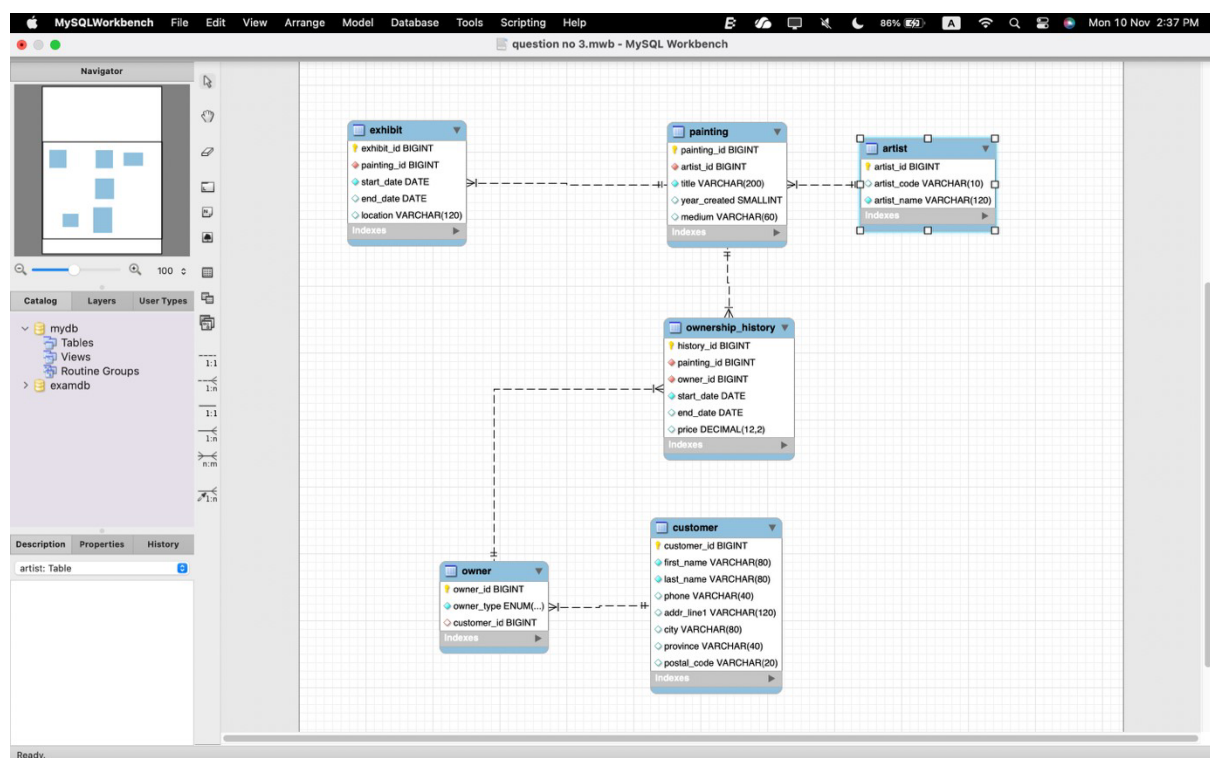 MySQLWorkbench File Edit View Arrange Model Database Tools Scripting Help 86% A Mon 10 Nov 2:37 PM
question no 3.mwb - MySQL Workbench
Navigator
100
Catalog Layers User Types
mydb
Tables
Views
Routine Groups
examdb
Description Properties History
artist: Table
1:1
1:n
1:1
1:n
n:m
1:n
exhibit
exhibit_id BIGINT
painting_id BIGINT
start_date DATE
end_date DATE
location VARCHAR(120)
Indexes
painting
painting_id BIGINT
artist_id BIGINT
title VARCHAR(200)
year_created SMALLINT
medium VARCHAR(60)
Indexes
artist
artist_id BIGINT
artist_code VARCHAR(10)
artist_name VARCHAR(120)
Indexes
ownership_history
history_id BIGINT
painting_id BIGINT
owner_id BIGINT
start_date DATE
end_date DATE
price DECIMAL(12,2)
Indexes
owner
owner_id BIGINT
owner_type ENUM(...)
customer_id BIGINT
Indexes
customer
customer_id BIGINT
first_name VARCHAR(80)
last_name VARCHAR(80)
phone VARCHAR(40)
addr_line1 VARCHAR(120)
city VARCHAR(80)
province VARCHAR(40)
postal_code VARCHAR(20)
Indexes
Ready.